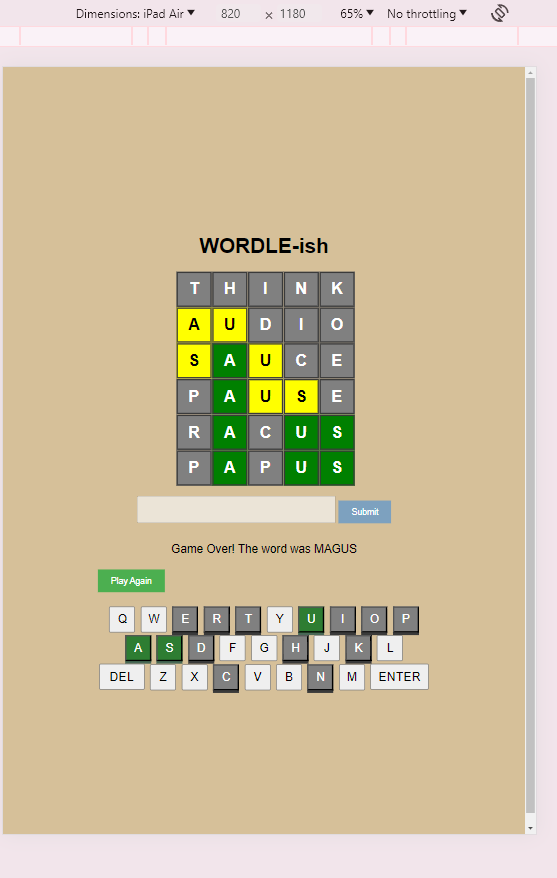 Dimensions: iPad Air ▼ 820 × 1180 65% ▼ No throttling ▼
WORDLE-ish
T H I N K
A U D I O
S A U C E
P A U S E
R A C U S
P A P U S
Submit
Game Over! The word was MAGUS
Play Again
Q W E R T Y U I O P
A S D F G H J K L
DEL Z X C V B N M ENTER